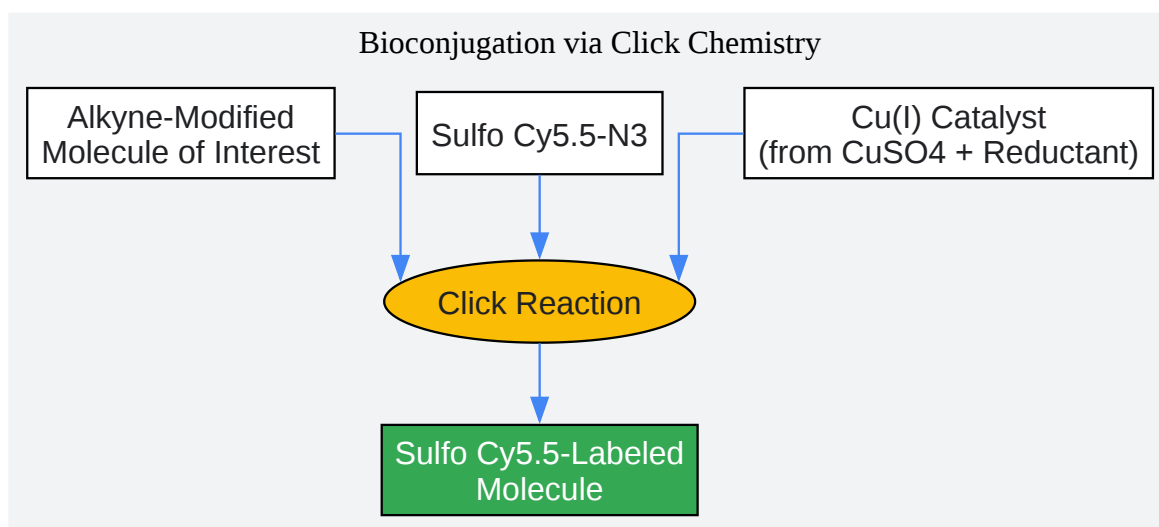 Bioconjugation via Click Chemistry
Alkyne-Modified
Molecule of Interest
Sulfo Cy5.5-N3
Cu(I) Catalyst
(from CuSO4 + Reductant)
Click Reaction
Sulfo Cy5.5-Labeled
Molecule